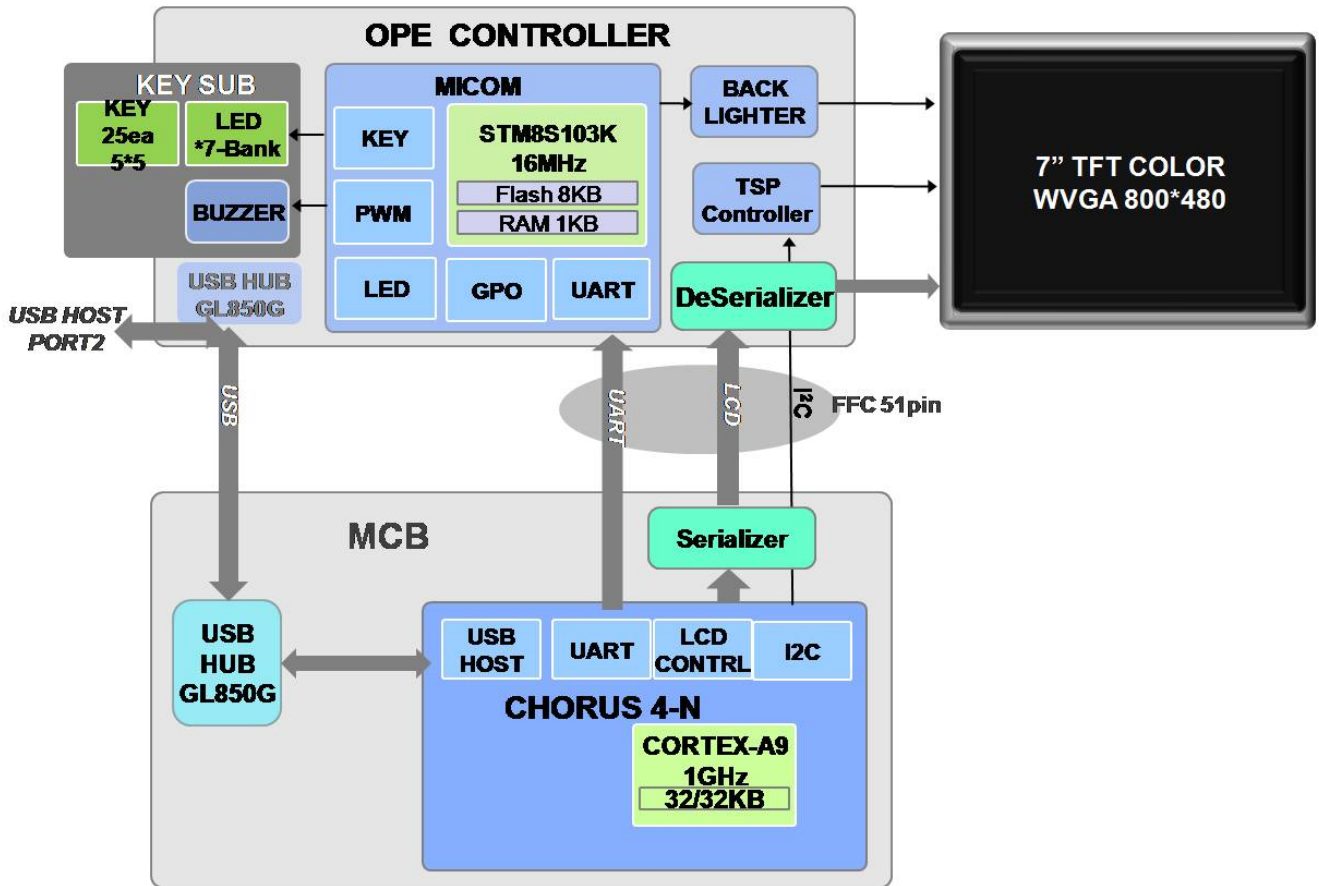 OPE CONTROLLER
KEY SUB
KEY
25ea
5*5
LED
*7-Bank
BUZZER
USB HUB
GL850G
MICOM
KEY
PWM
LED
GPO
UART
STM8S103K
16MHz
Flash 8KB
RAM 1KB
BACK
LIGHTER
TSP
Controller
DeSerializer
7” TFT COLOR
WVGA 800*480
USB HOST
PORT2
USB
UART
LCD
I²C
FFC 51pin
MCB
Serializer
USB
HUB
GL850G
USB
HOST
UART
LCD
CONTRL
I2C
CHORUS 4-N
CORTEX-A9
1GHz
32/32KB